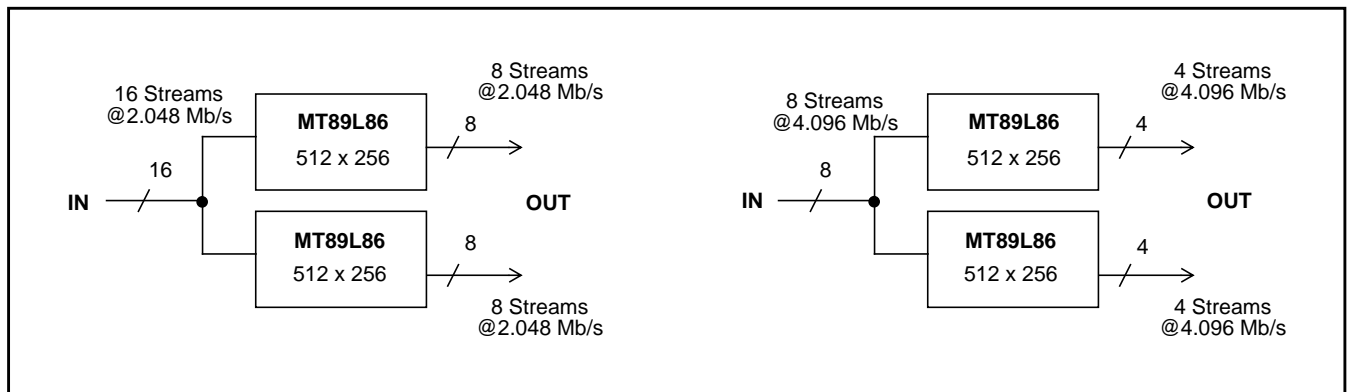 8 Streams
@2.048 Mb/s
16 Streams
@2.048 Mb/s
MT89L86
512 x 256
8
16
IN
OUT
MT89L86
512 x 256
8
8 Streams
@2.048 Mb/s
4 Streams
@4.096 Mb/s
8 Streams
@4.096 Mb/s
MT89L86
512 x 256
4
8
IN
OUT
MT89L86
512 x 256
4
4 Streams
@4.096 Mb/s